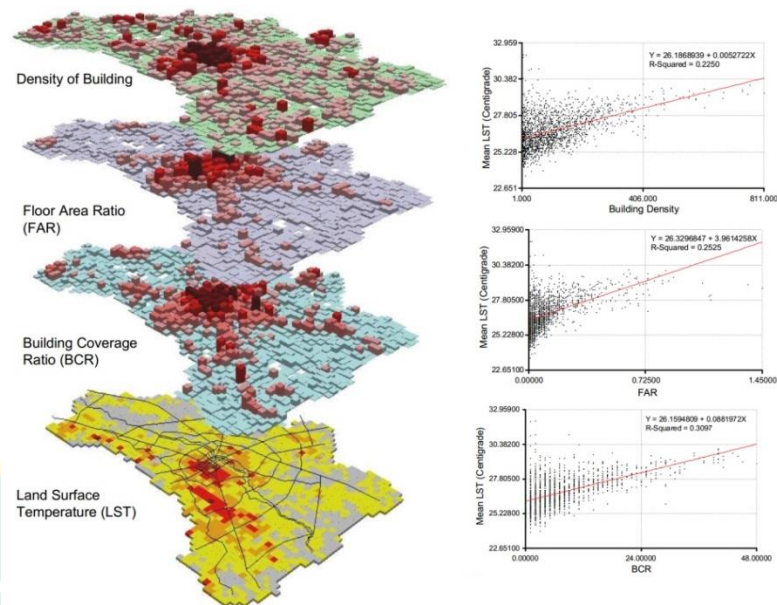 Density of Building
Floor Area Ratio
(FAR)
Building Coverage
Ratio (BCR)
Land Surface
Temperature (LST)
Mean LST (Centigrade)
32.959
30.382
27.805
25.228
22.651
Y = 26.1868939 + 0.0052722X
R-Squared = 0.2250
1.000
406.000
811.000
Building Density
Mean LST (Centigrade)
32.95900
30.38200
27.80500
25.22800
22.65100
Y = 26.3296847 + 3.9614258X
R-Squared = 0.2525
0.00000
0.72500
1.45000
FAR
Mean LST (Centigrade)
32.95900
30.38200
27.80500
25.22800
22.65100
Y = 26.1594809 + 0.0881972X
R-Squared = 0.3097
0.00000
24.00000
48.00000
BCR